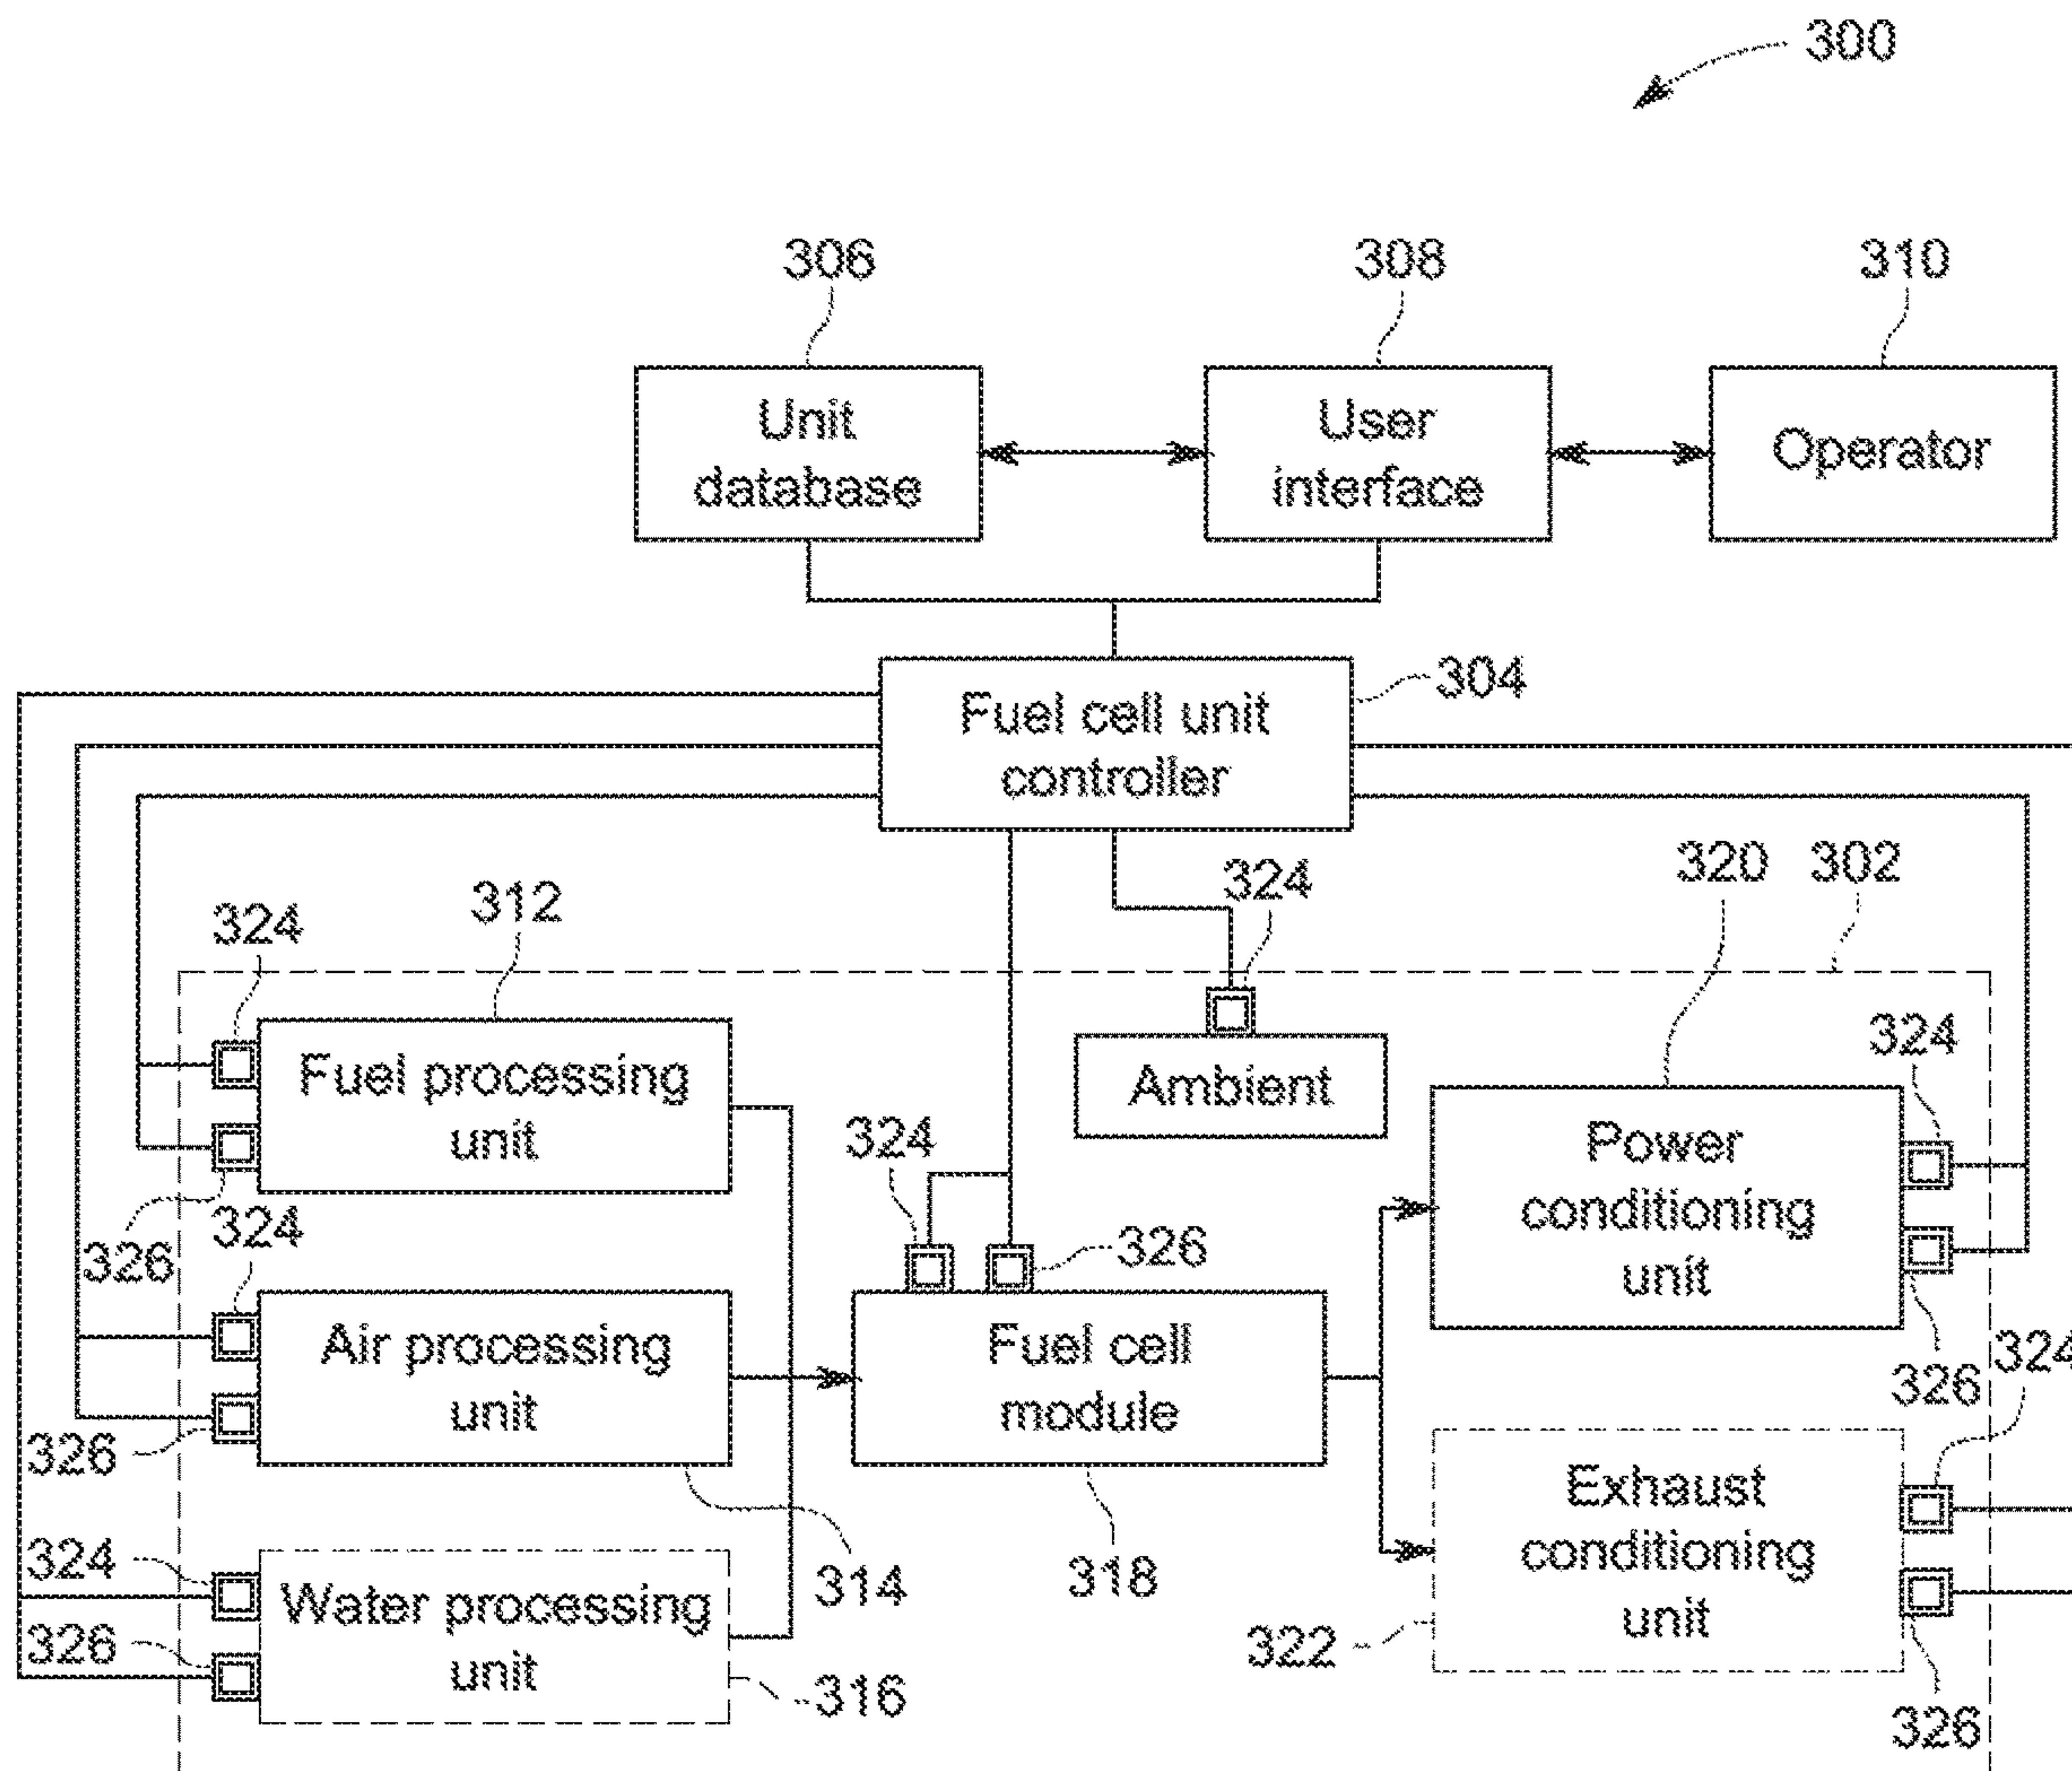 300
306
308
310
Unit
database
User
interface
Operator
304
Fuel cell unit
controller
320
302
324
312
324
Fuel processing
unit
Ambient
324
324
Power
conditioning
unit
326
324
326
Air processing
unit
Fuel cell
module
326
324
326
Exhaust
conditioning
unit
324
Water processing
unit
314
318
322
326
316
326